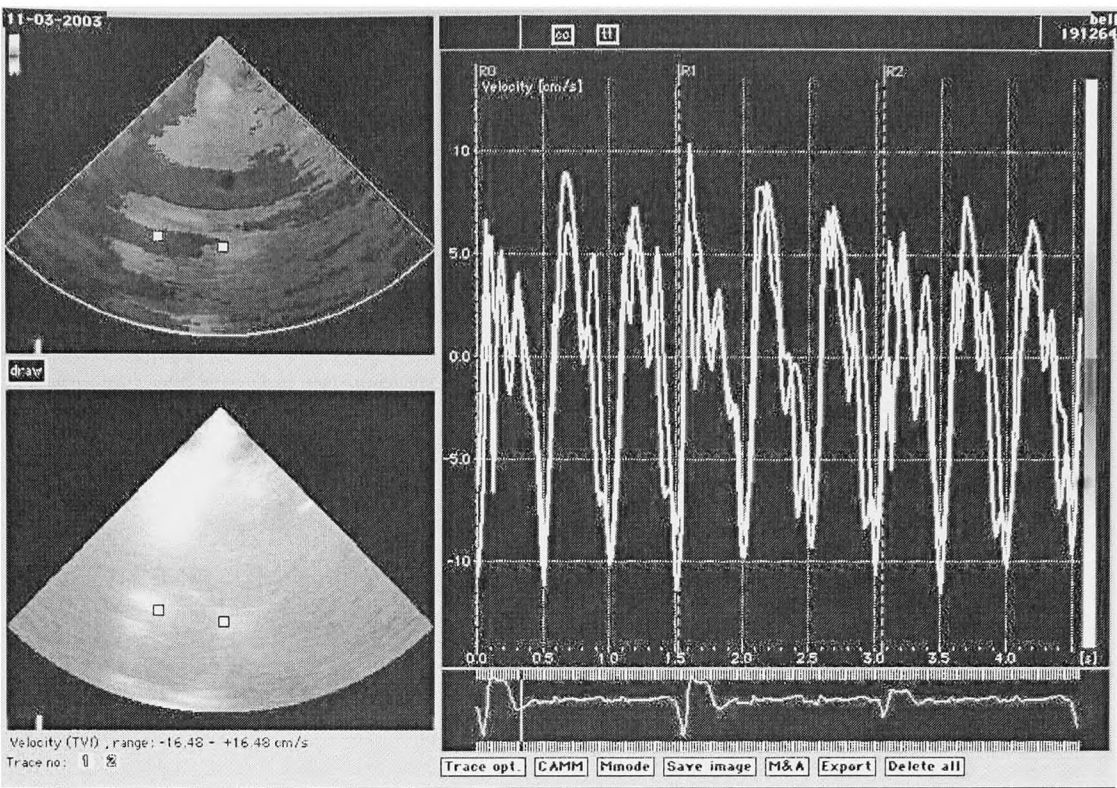 11-03-2003
draw
Velocity (TVI) , range: -16.48 - +16.48 cm/s
Trace no: 1 2
co tt
bell
191264
R0 R1 R2
Velocity [cm/s]
10
5.0
0.0
-5.0
-10
0.0 0.5 1.0 1.5 2.0 2.5 3.0 3.5 4.0 [s]
Trace opt. CAMM Mmode Save image M&A Export Delete all